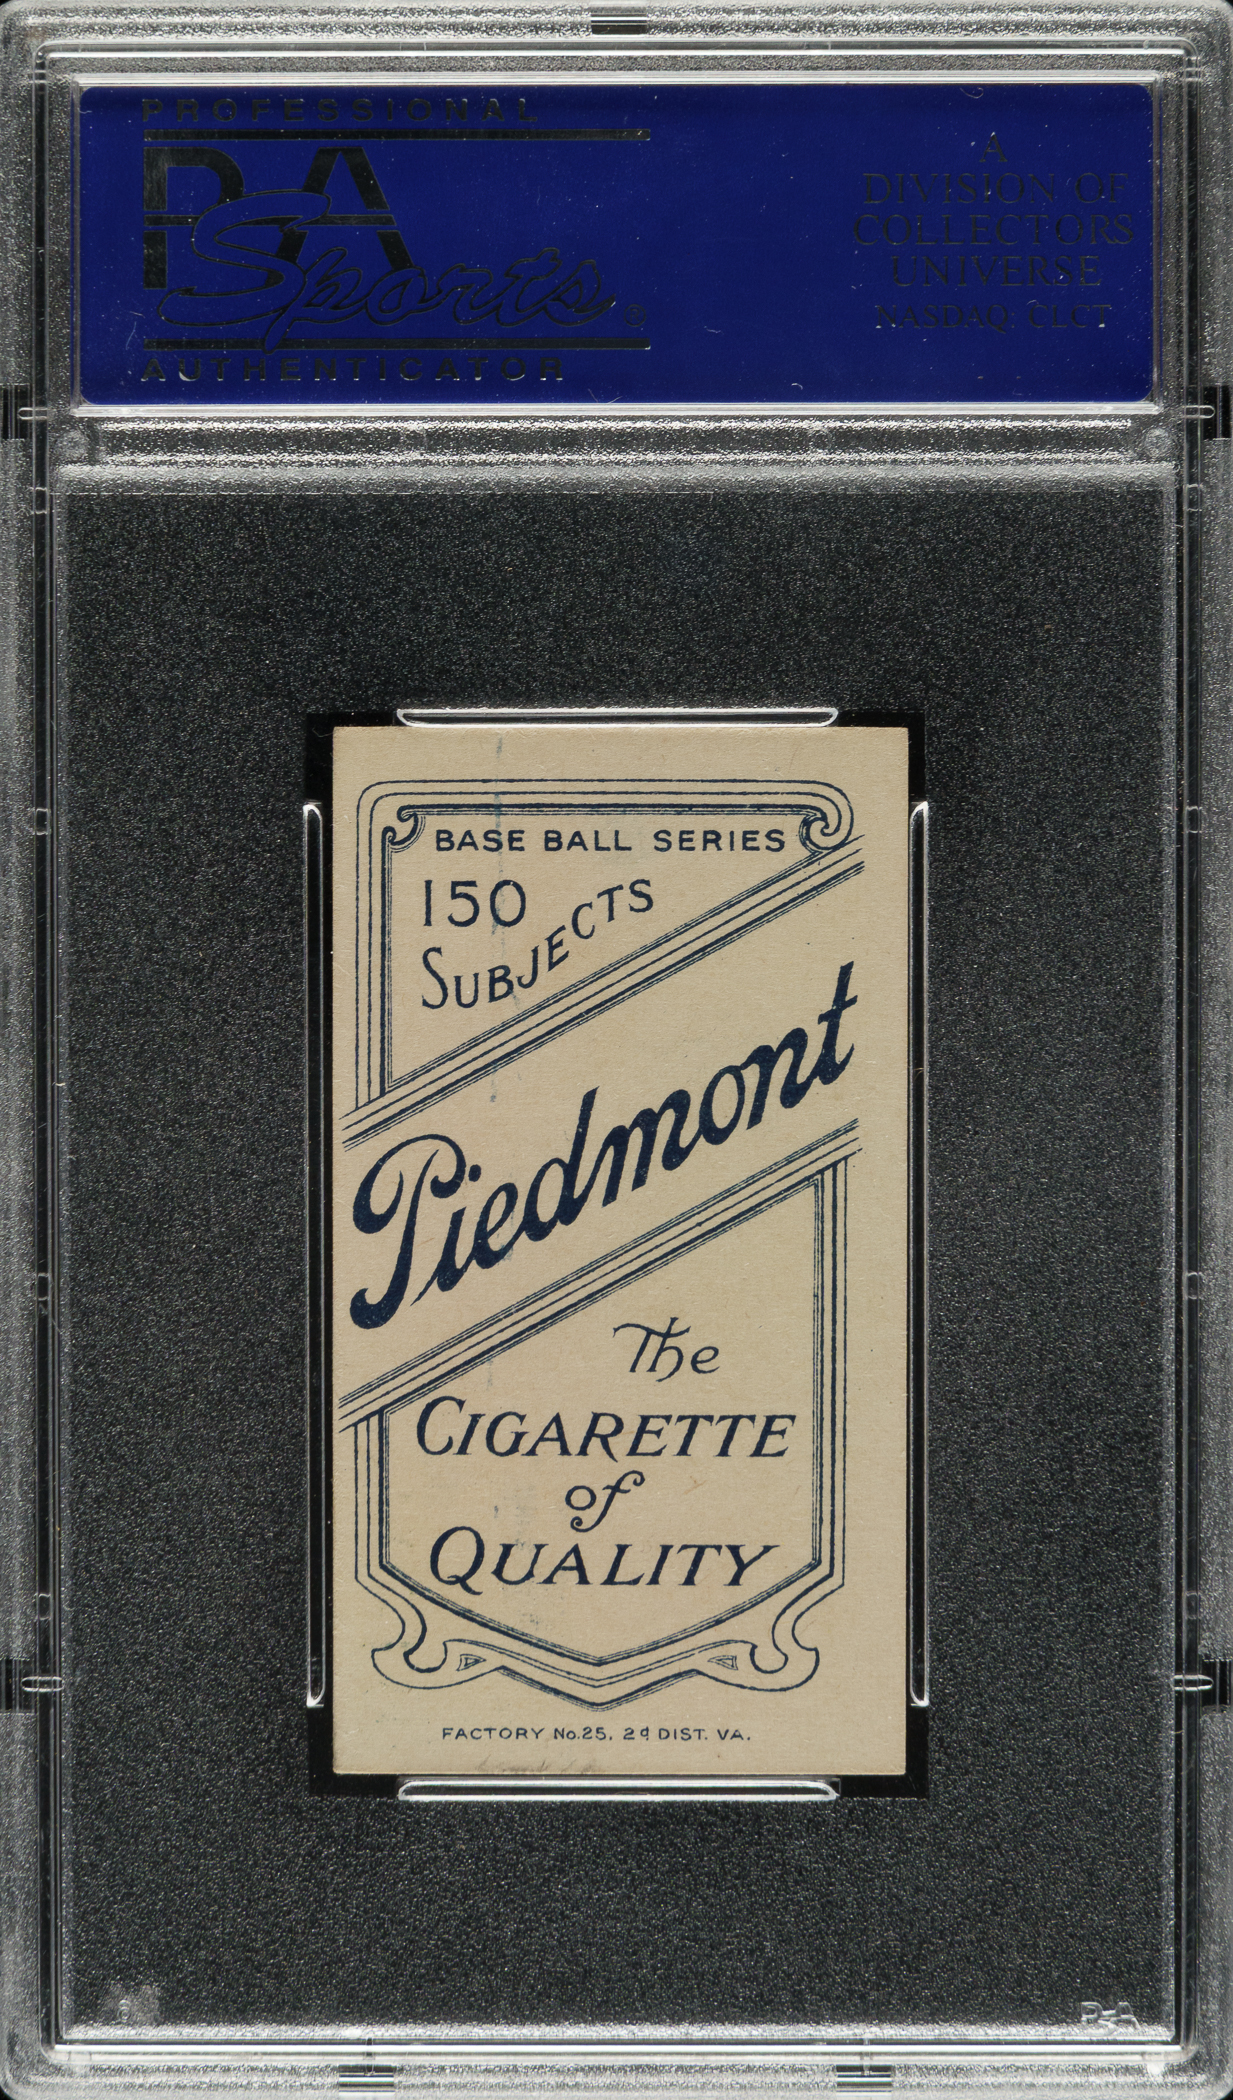 PROFESSIONAL
PSA
Sports®
AUTHENTICATOR
A
DIVISION OF
COLLECTORS
UNIVERSE
NASDAQ: CLCT
BASE BALL SERIES
150
SUBJECTS
Piedmont
The
CIGARETTE
of
QUALITY
FACTORY No. 25, 2d DIST. VA.
PSA